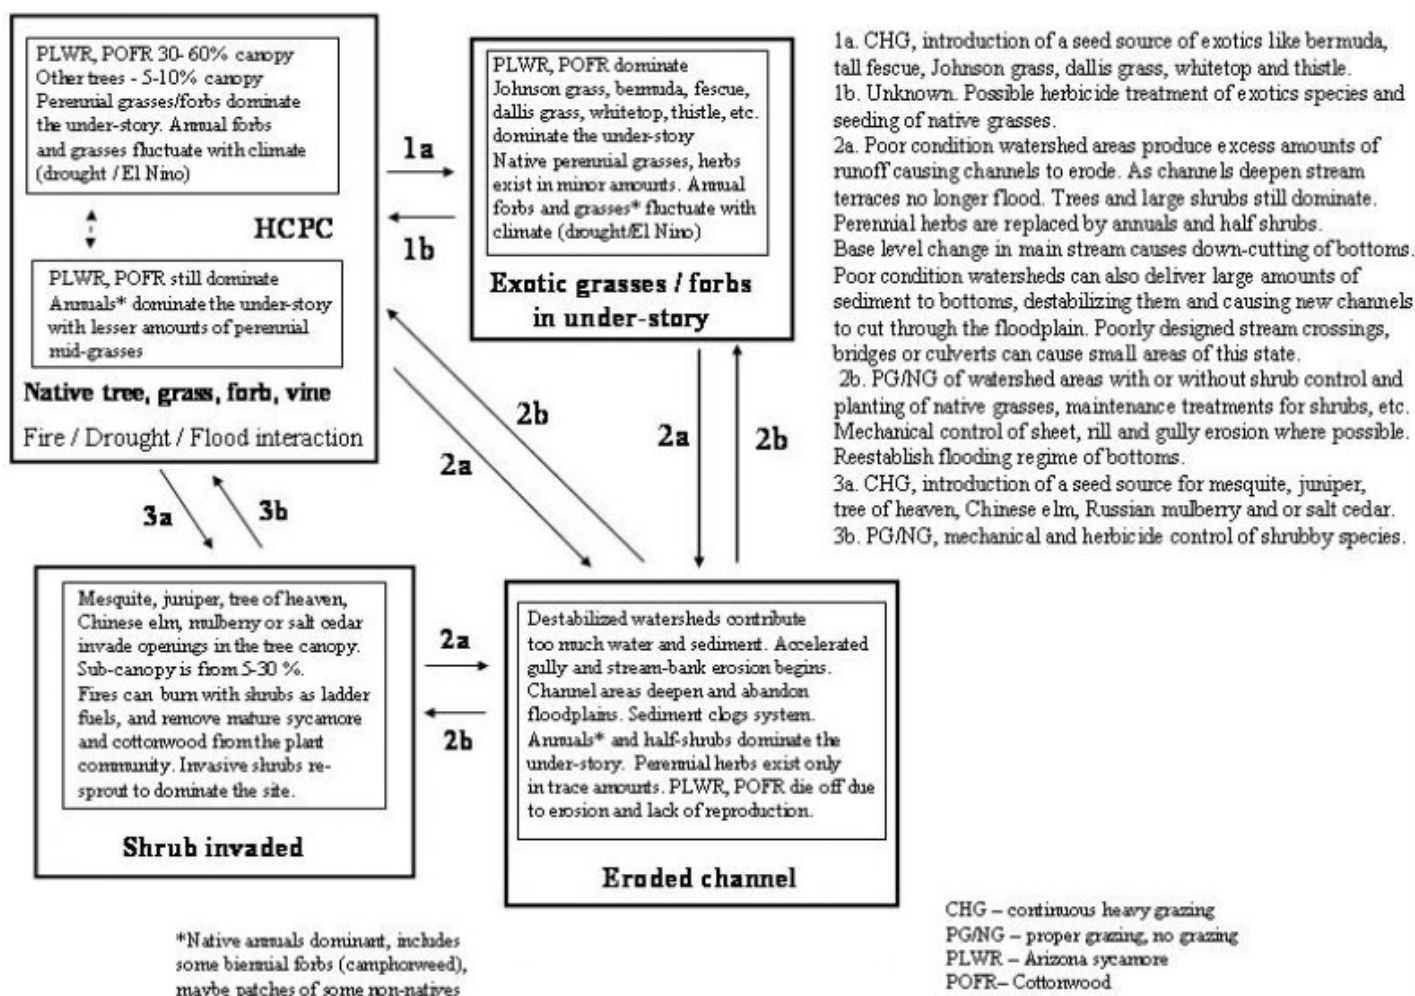 PLWR, POFR 30-60% canopy
Other trees - 5-10% canopy
Perennial grasses/forbs dominate
the under-story. Annual forbs
and grasses fluctuate with climate
(drought / El Nino)
HCPC
PLWR, POFR still dominate
Annuals* dominate the under-story
with lesser amounts of perennial
mid-grasses
Native tree, grass, forb, vine
Fire / Drought / Flood interaction
1a
1b
PLWR, POFR dominate
Johnson grass, bermuda, fescue,
dallis grass, whitetop, thistle, etc.
dominate the under-story
Native perennial grasses, herbs
exist in minor amounts. Annual
forbs and grasses* fluctuate with
climate (drought/El Nino)
Exotic grasses / forbs
in under-story
2b
2a
2a
2b
3a
3b
Mesquite, juniper, tree of heaven,
Chinese elm, mulberry or salt cedar
invade openings in the tree canopy.
Sub-canopy is from 5-30 %.
Fires can burn with shrubs as ladder
fuels, and remove mature sycamore
and cottonwood from the plant
community. Invasive shrubs re-
sprout to dominate the site.
Shrub invaded
2a
2b
Destabilized watersheds contribute
too much water and sediment. Accelerated
gully and stream-bank erosion begins.
Channel areas deepen and abandon
floodplains. Sediment clogs system.
Annuals* and half-shrubs dominate the
under-story. Perennial herbs exist only
in trace amounts. PLWR, POFR die off due
to erosion and lack of reproduction.
Eroded channel
1a. CHG, introduction of a seed source of exotics like bermuda,
tall fescue, Johnson grass, dallis grass, whitetop and thistle.
1b. Unknown. Possible herbicide treatment of exotics species and
seeding of native grasses.
2a. Poor condition watershed areas produce excess amounts of
runoff causing channels to erode. As channels deepen stream
terraces no longer flood. Trees and large shrubs still dominate.
Perennial herbs are replaced by annuals and half shrubs.
Base level change in main stream causes down-cutting of bottoms.
Poor condition watersheds can also deliver large amounts of
sediment to bottoms, destabilizing them and causing new channels
to cut through the floodplain. Poorly designed stream crossings,
bridges or culverts can cause small areas of this state.
2b. PG/NG of watershed areas with or without shrub control and
planting of native grasses, maintenance treatments for shrubs, etc.
Mechanical control of sheet, rill and gully erosion where possible.
Reestablish flooding regime of bottoms.
3a. CHG, introduction of a seed source for mesquite, juniper,
tree of heaven, Chinese elm, Russian mulberry and or salt cedar.
3b. PG/NG, mechanical and herbicide control of shrubby species.
*Native annuals dominant, includes
some biennial forbs (camphorweed),
maybe patches of some non-natives
CHG – continuous heavy grazing
PG/NG – proper grazing, no grazing
PLWR – Arizona sycamore
POFR– Cottonwood